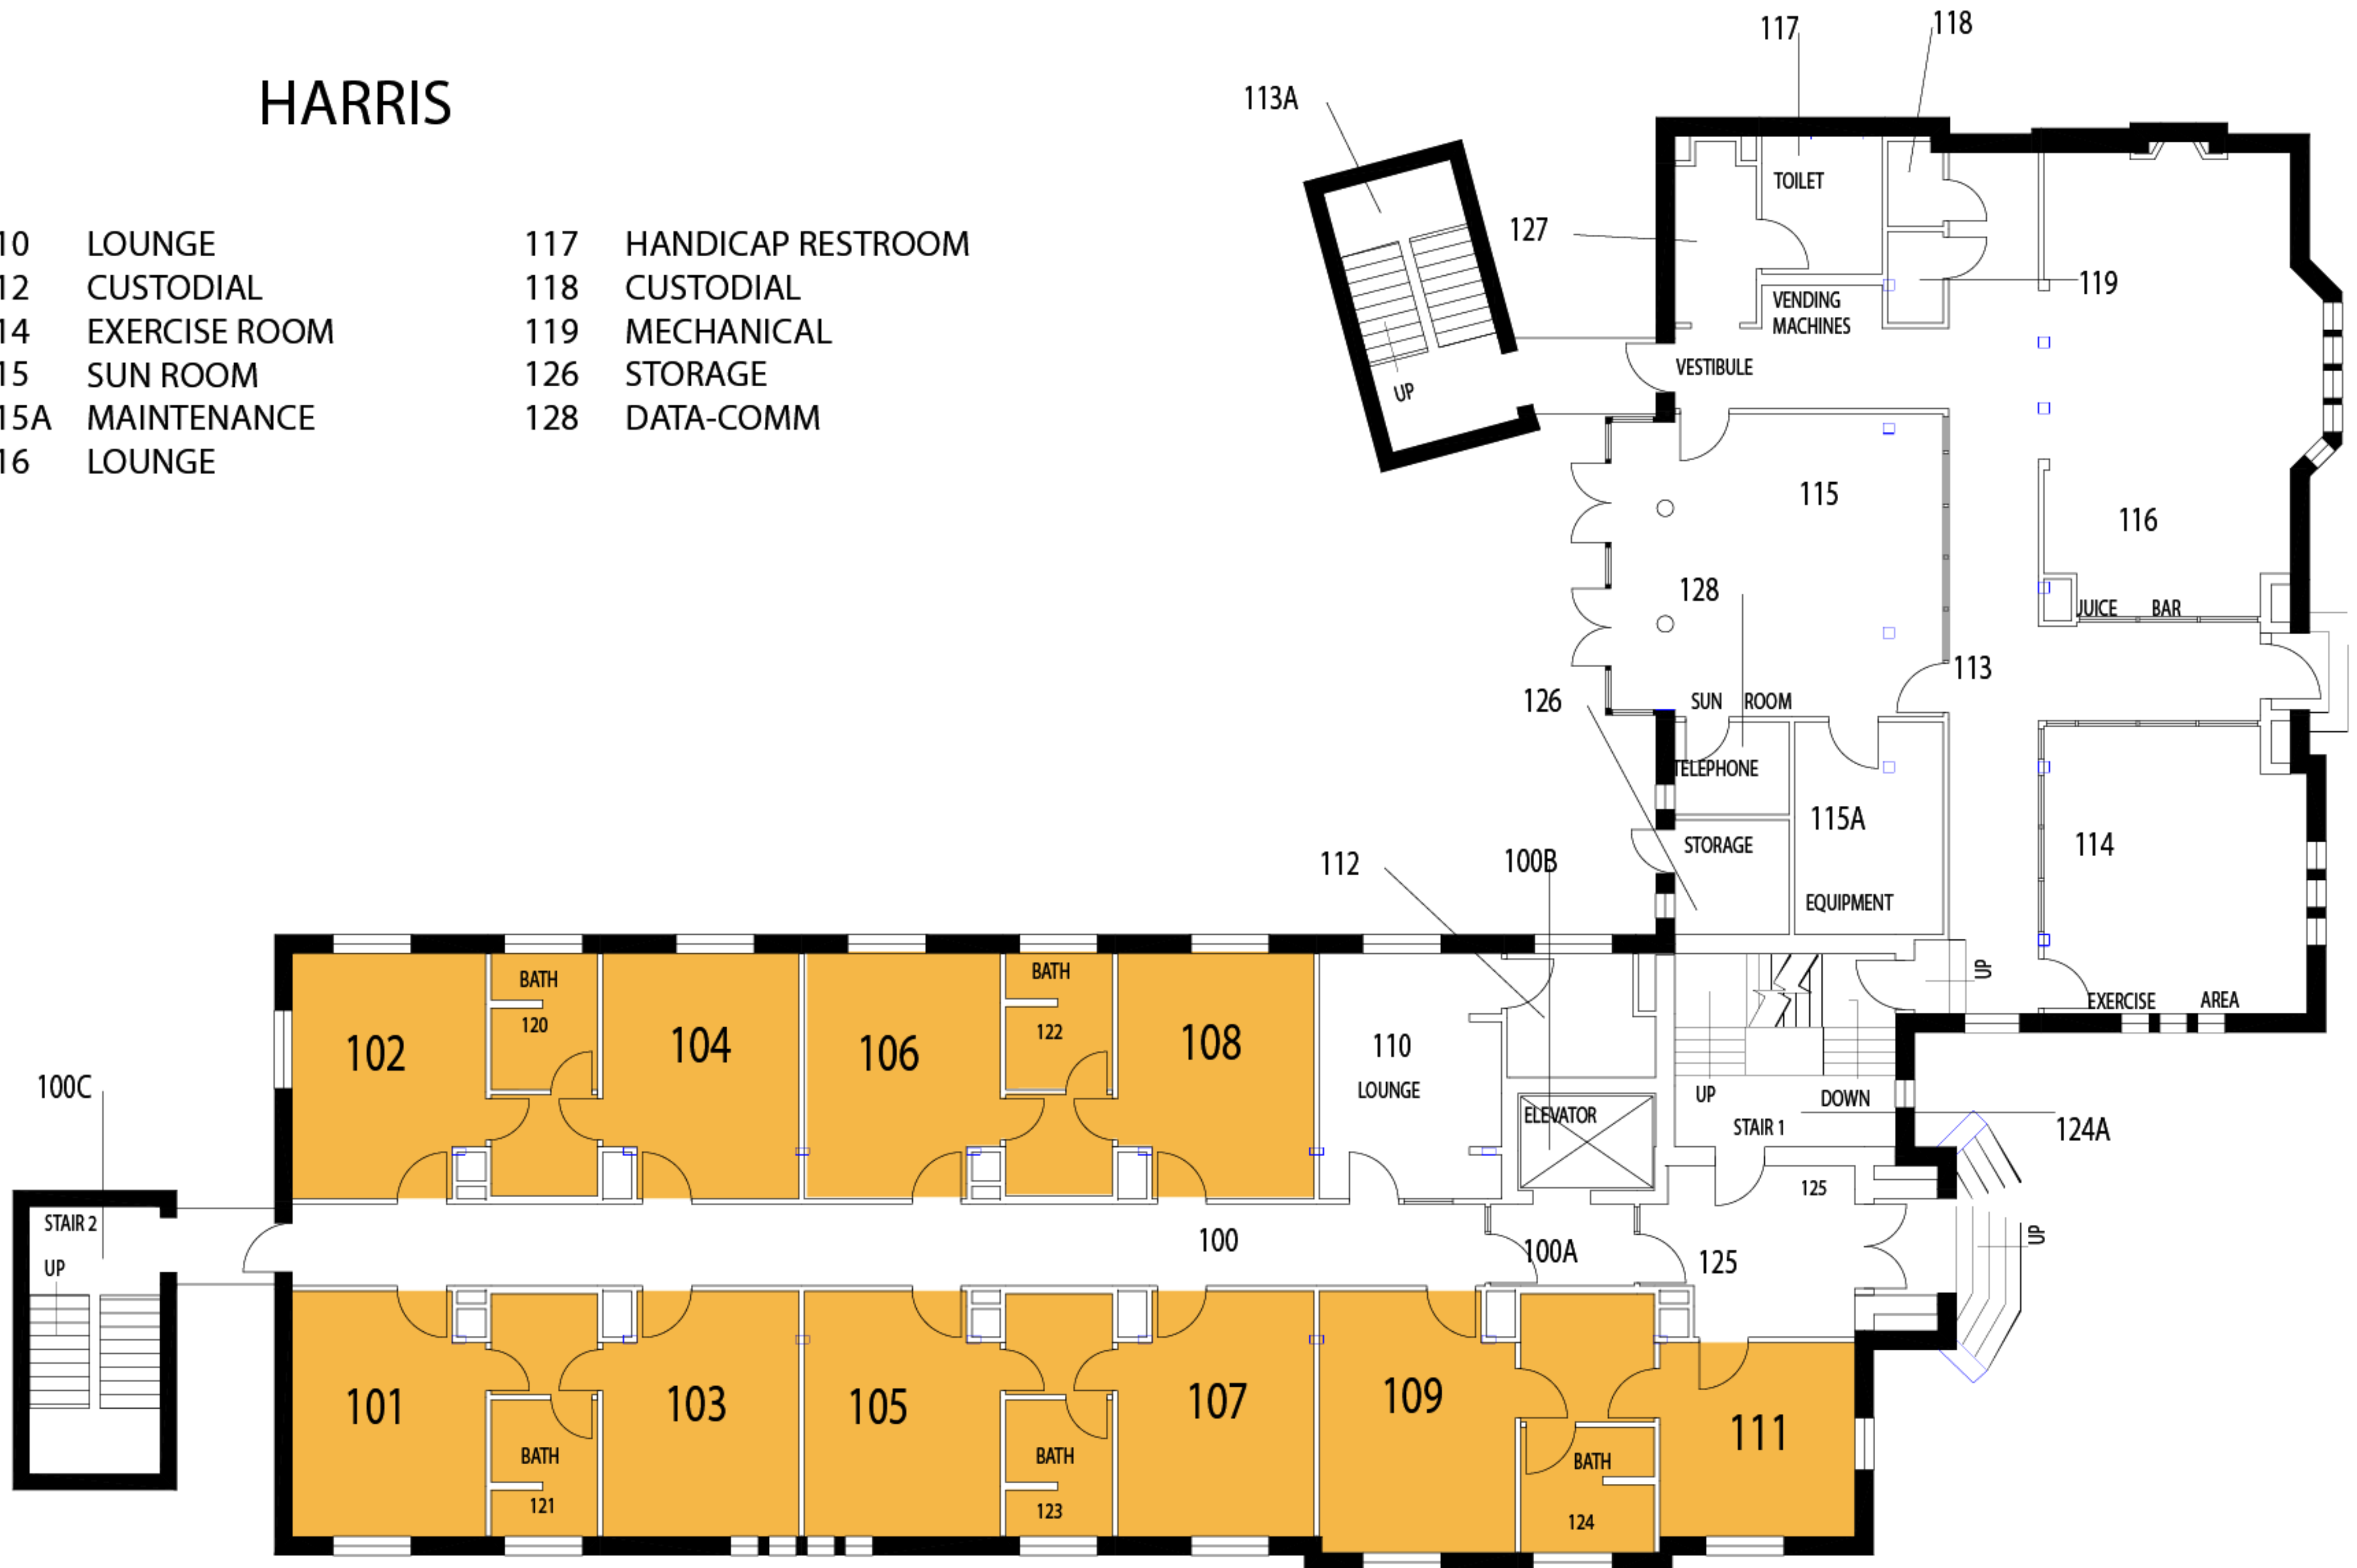 HARRIS
10 LOUNGE
12 CUSTODIAL
14 EXERCISE ROOM
15 SUN ROOM
15A MAINTENANCE
16 LOUNGE
117 HANDICAP RESTROOM
118 CUSTODIAL
119 MECHANICAL
126 STORAGE
128 DATA-COMM
117
118
113A
TOILET
127
119
VENDING
MACHINES
VESTIBULE
UP
115
116
128
JUICE BAR
113
126
SUN ROOM
TELEPHONE
115A
114
STORAGE
112
100B
EQUIPMENT
UP
EXERCISE AREA
BATH
120
BATH
122
102
104
106
108
110
LOUNGE
100C
ELEVATOR
UP
DOWN
STAIR 1
124A
125
STAIR 2
UP
100
100A
125
UP
101
103
105
107
109
111
BATH
121
BATH
123
BATH
124